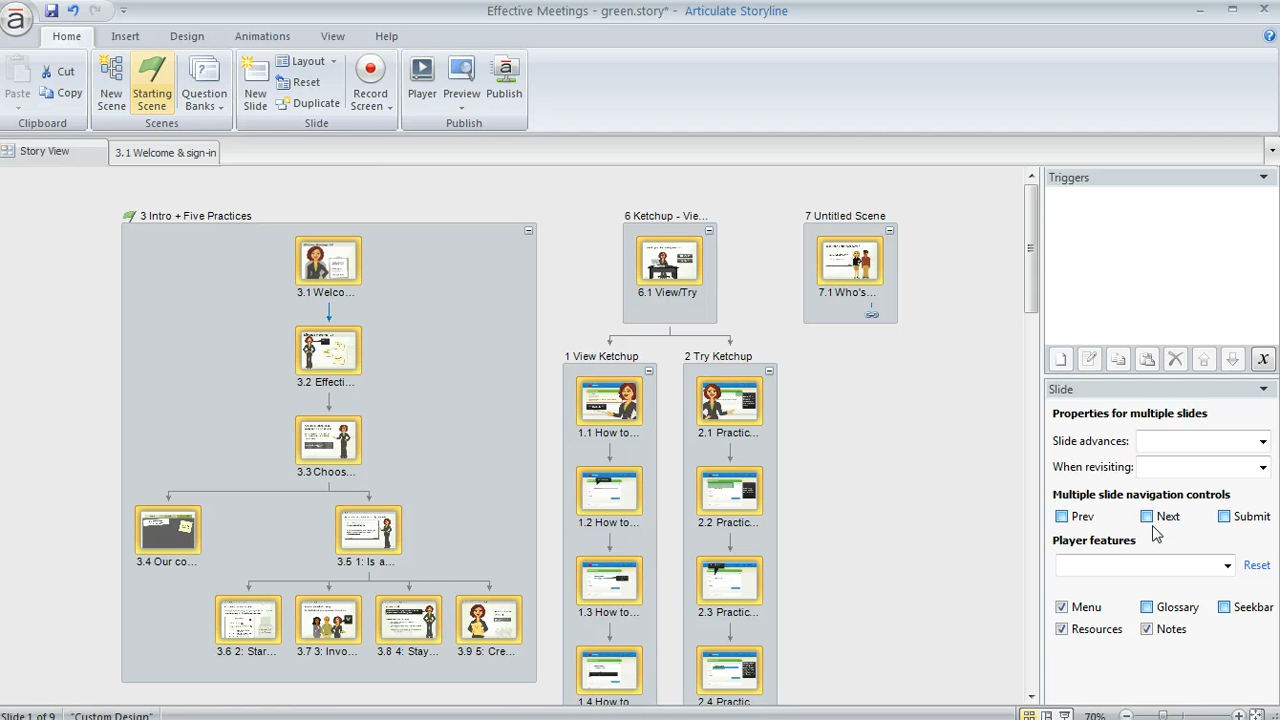 Effective Meetings - green.story* - Articulate Storyline
Home Insert Design Animations View Help
Paste Cut Copy New Scene Starting Scene Question Banks New Slide Layout Reset Duplicate Record Screen Player Preview Publish
Clipboard Scenes Slide Publish
Story View 3.1 Welcome & sign-in
Triggers
3 Intro + Five Practices 6 Ketchup - Vie... 7 Untitled Scene
3.1 Welco... 6.1 View/Try 7.1 Who's...
1 View Ketchup 2 Try Ketchup
3.2 Effecti...
Slide
Properties for multiple slides
1.1 How to... 2.1 Practic... Slide advances:
3.3 Choos... When revisiting:
Multiple slide navigation controls
1.2 How to... 2.2 Practic... Prev Next Submit
Player features
3.4 Our co... 3.5 1: Is a... Reset
1.3 How to... 2.3 Practic... Menu Glossary Seekbar
Resources Notes
3.6 2: Star... 3.7 3: Invo... 3.8 4: Stay... 3.9 5: Cre...
1.4 How to 2.4 Practic
Slide 1 of 9 "Custom Design" 70%